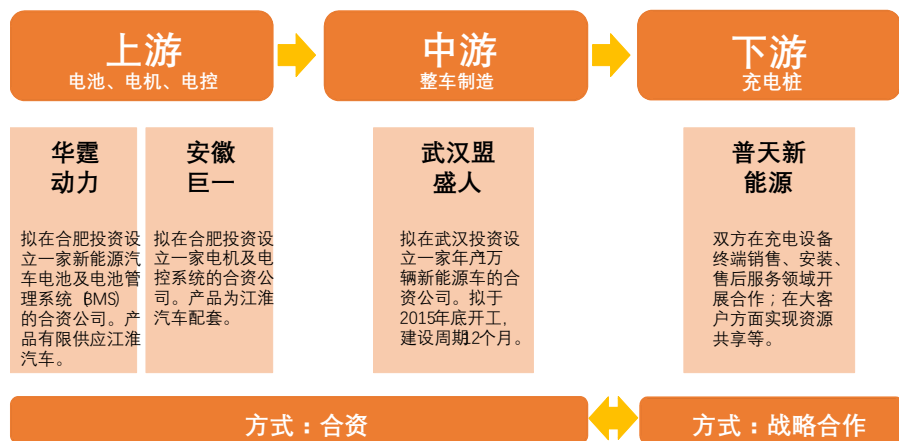 上游
电池、电机、电控
中游
整车制造
下游
充电桩
华霆
动力
拟在合肥投资设
立一家新能源汽
车电池及电池管
理系统（BMS)
的合资公司。产
品有限供应江淮
汽车。
安徽
巨一
拟在合肥投资设
立一家电机及电
控系统的合资公
司。产品为江淮
汽车配套。
武汉盟
盛人
拟在武汉投资设
立一家年产1万
辆新能源车的合
资公司。拟于
2015年底开工，
建设周期12个月。
普天新
能源
双方在充电设备
终端销售、安装、
售后服务领域开
展合作；在大客
户方面实现资源
共享等。
方式：合资
方式：战略合作